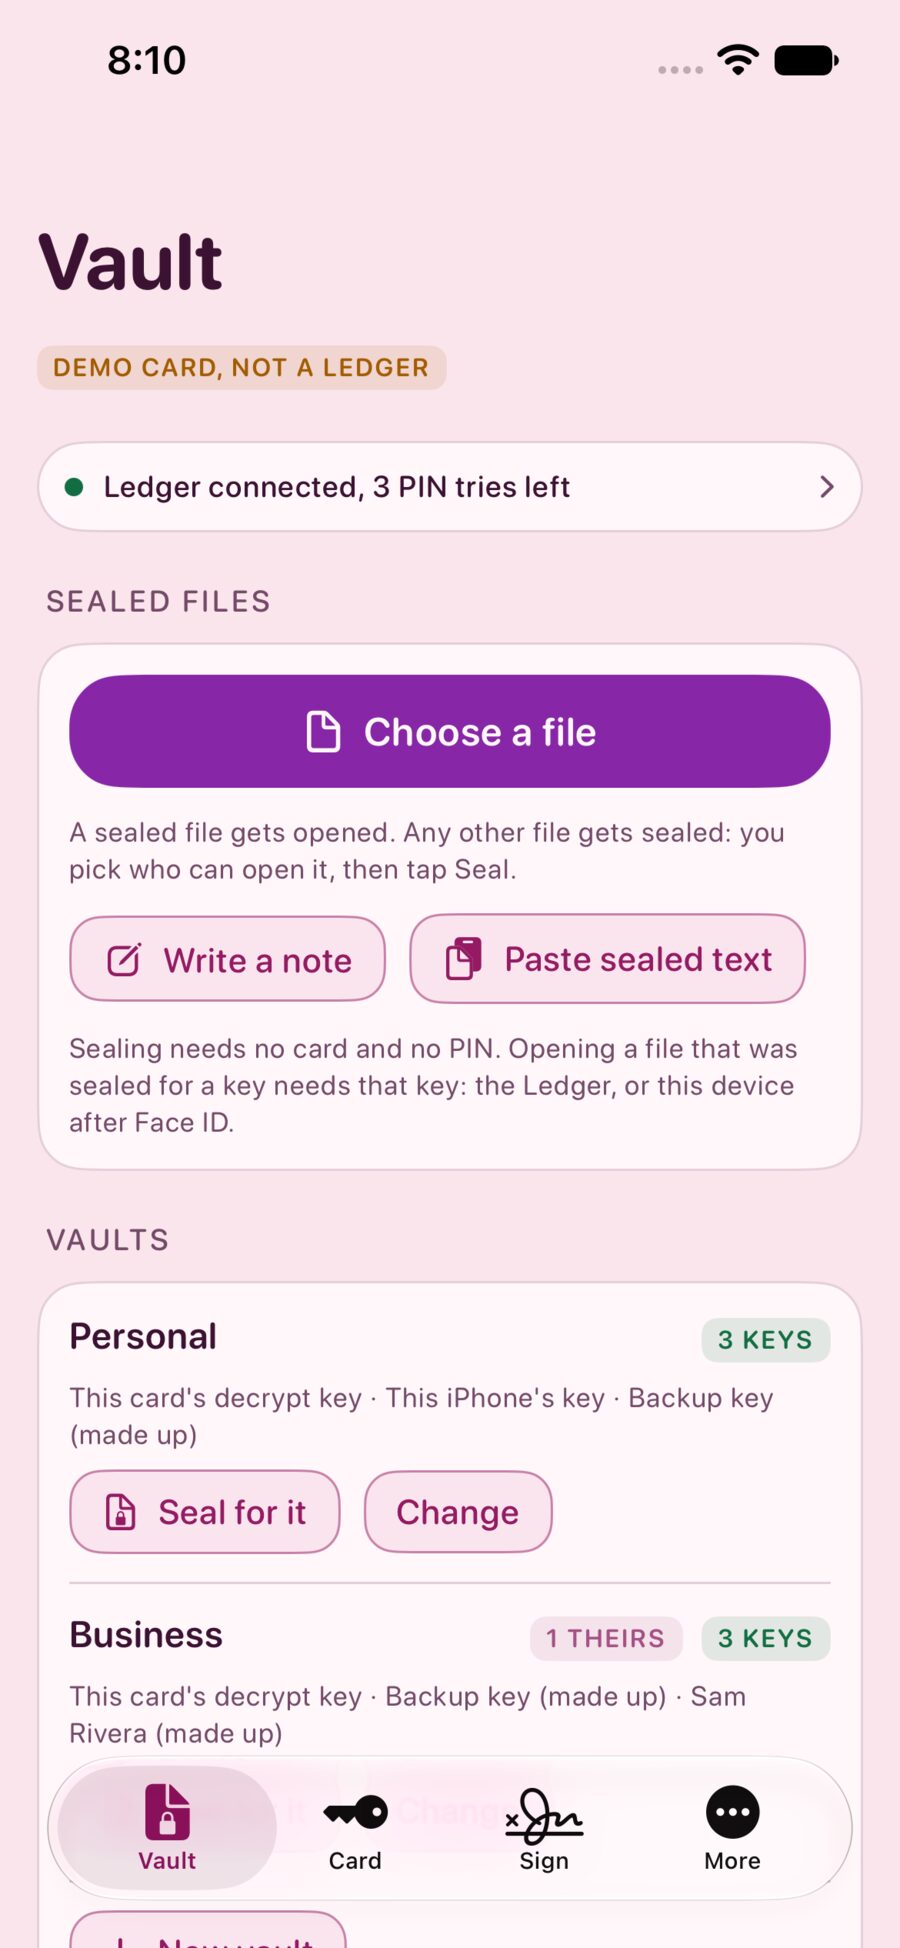 8:10
Vault
DEMO CARD, NOT A LEDGER
Ledger connected, 3 PIN tries left
SEALED FILES
Choose a file
A sealed file gets opened. Any other file gets sealed: you
pick who can open it, then tap Seal.
Write a note
Paste sealed text
Sealing needs no card and no PIN. Opening a file that was
sealed for a key needs that key: the Ledger, or this device
after Face ID.
VAULTS
Personal
3 KEYS
This card's decrypt key · This iPhone's key · Backup key
(made up)
Seal for it
Change
Business
1 THEIRS
3 KEYS
This card's decrypt key · Backup key (made up) · Sam
Rivera (made up)
it
Change
Vault
Card
Sign
More
New vault